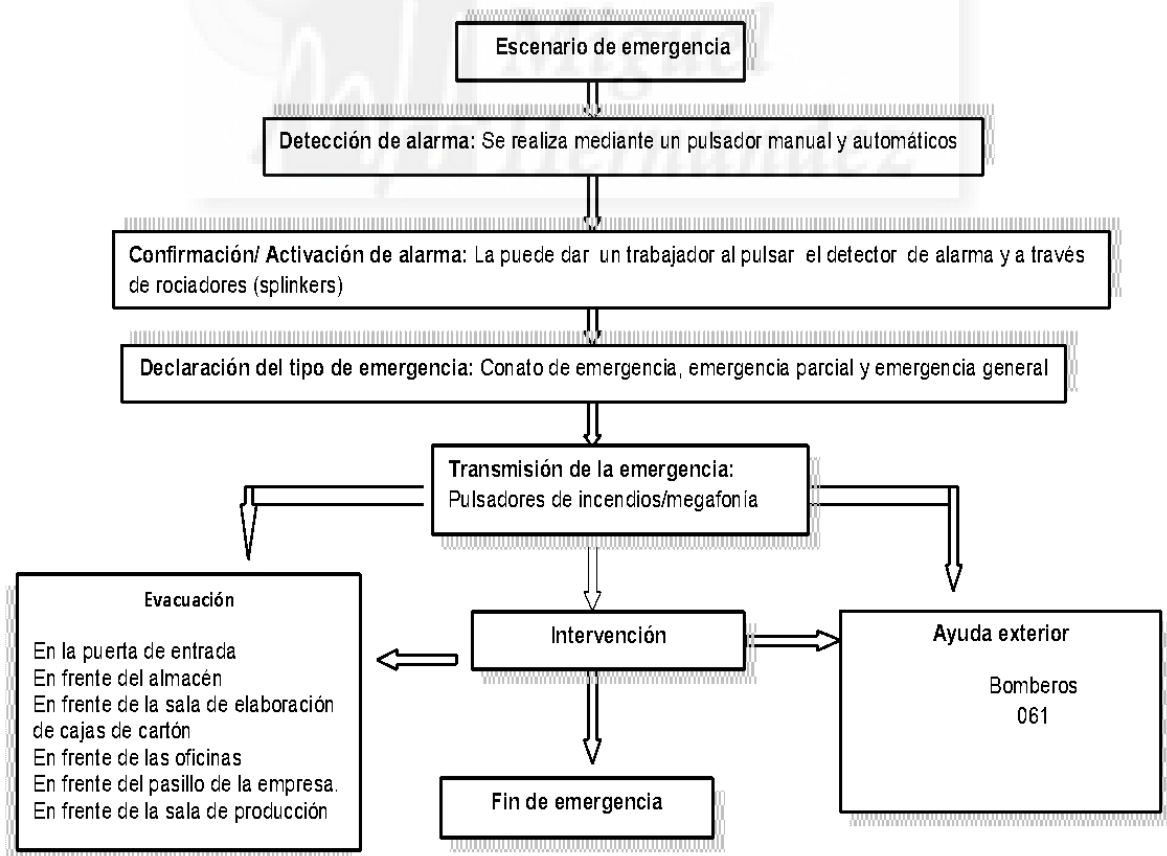 Miguel
Hernández
Escenario de emergencia
Detección de alarma: Se realiza mediante un pulsador manual y automáticos
Confirmación/ Activación de alarma: La puede dar un trabajador al pulsar el detector de alarma y a través
de rociadores (splinkers)
Declaración del tipo de emergencia: Conato de emergencia, emergencia parcial y emergencia general
Transmisión de la emergencia:
Pulsadores de incendios/megafonía
Evacuación
En la puerta de entrada
En frente del almacén
En frente de la sala de elaboración
de cajas de cartón
En frente de las oficinas
En frente del pasillo de la empresa.
En frente de la sala de producción
Intervención
Ayuda exterior
Bomberos
061
Fin de emergencia